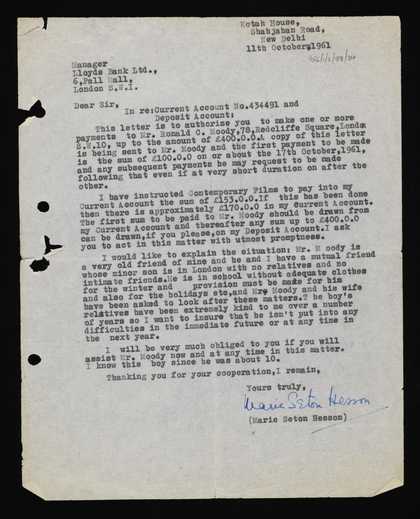 Kotah House,
Shahjahan Road,
New Delhi
11th October,1961
Manager
Lloyds Bank Ltd.,
6,Pall Mall,
London S.W.1.
Dear Sir,
In re:Current Account No.434491 and
Deposit Account:
This letter is to authorise you to make one or more
payments to Mr. Ronald C. Moody,78,Redcliffe Square,London
S.W.10, up to the amount of £400.0.0.A copy of this letter
is being sent to Mr. Moody and the first payment to be made
is the sum of £100.0.0 on or about the 17th October,1961,
and any subsequent payments he may request to be made
following that even if at very short duration on after the
other.
I have instructed Contemporary Films to pay into my
Current Account the sum of £153.0.0.If this has been done
then there is approximately £170.0.0 in my Current Account.
The first sum to be paid to Mr. Moody should be drawn from
my Current Account and thereafter any sum up to £400.0.0
can be drawn,if you please,on my Deposit Account.I ask
you to act in this matter with utmost promptness.
I would like to explain the situation: Mr M oody is
a very old friend of mine and he and I have a mutual friend
whose minor son is in London with no relatives and no
intimate friends.He is in school without adequate clothes
for the winter and provision must be made for his
and also for the holidays etc,and Mrs Moody and his wife
have been asked to look after these matters.The boy's
relatives have been extremely kind to me over a number
of years so I want to insure that he isn't put into any
difficulties in the immediate future or at any time in
the next year.
I will be very much obliged to you if you will
assist Mr. Moody now and at any time in this matter.
I know this boy since he was about 10.
Thanking you for your cooperation,I remain,
Yours truly,
Marie Seton Hesson
(Marie Seton Hesson)